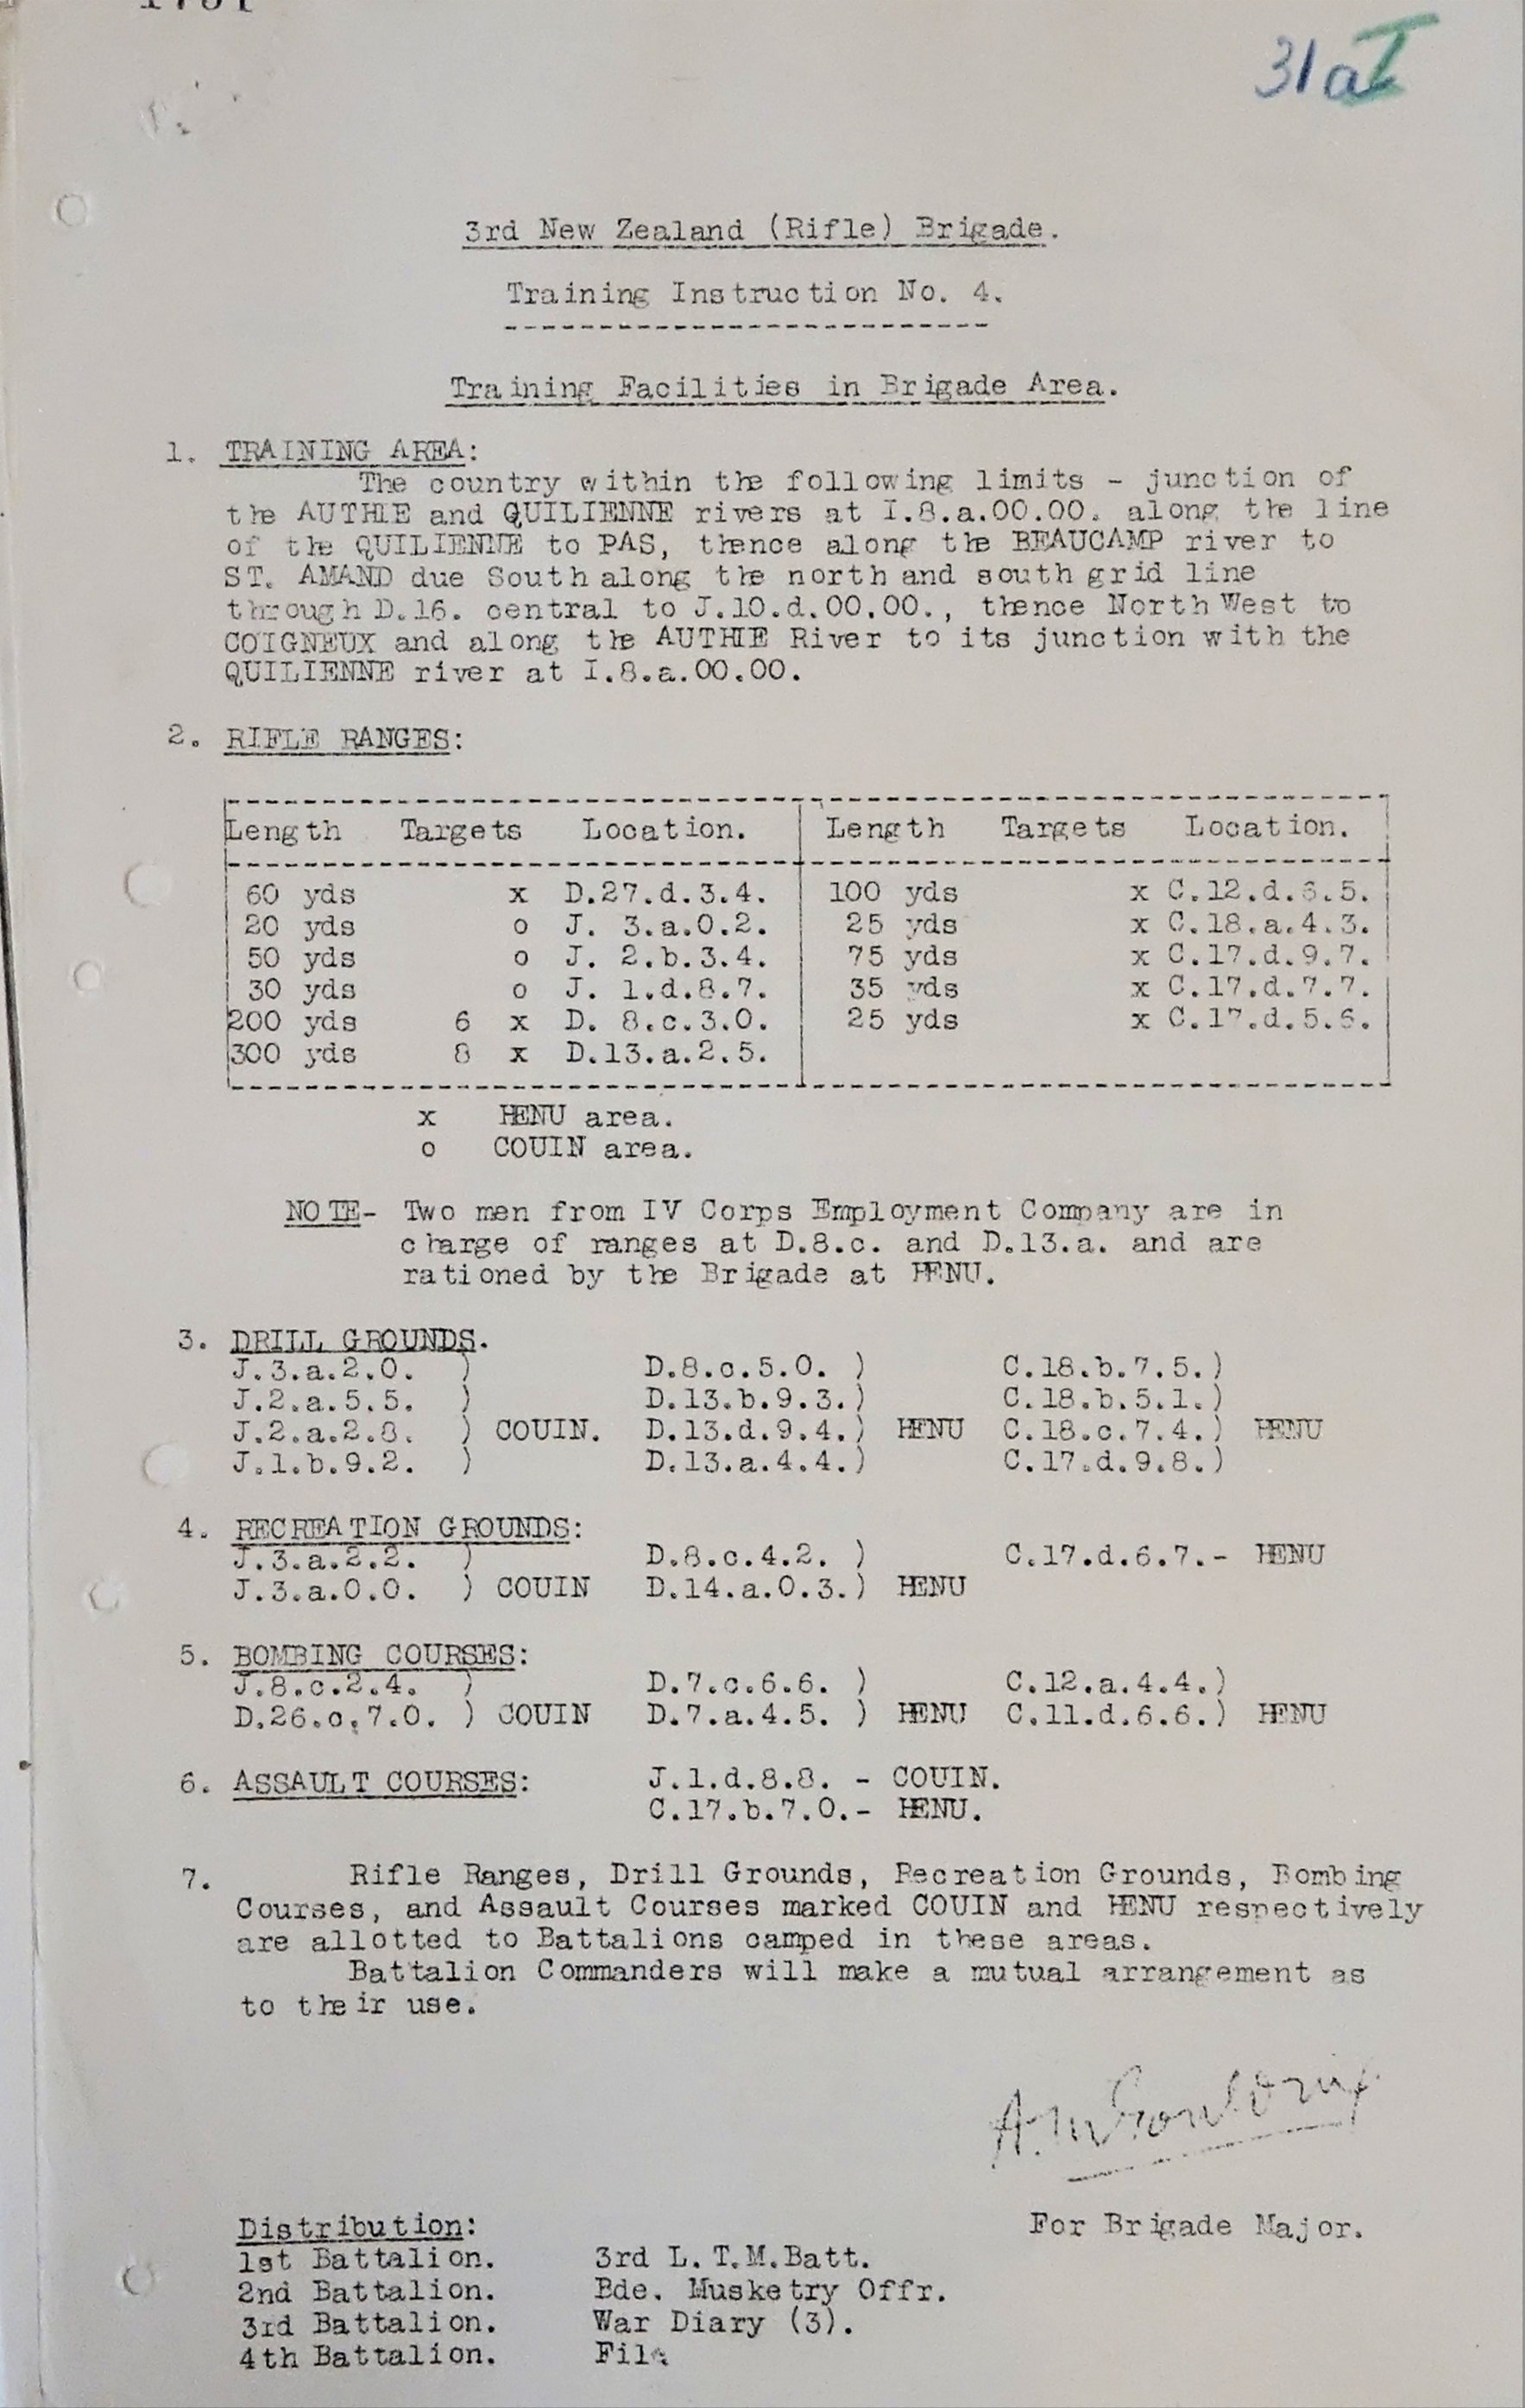 31a I
3rd New Zealand (Rifle) Brigade.
Training Instruction No. 4.
Training Facilities in Brigade Area.
1. TRAINING AREA:
The country within the following limits - junction of
the AUTHIE and QUILIENNE rivers at I.8.a.00.00. along the line
of the QUILIENNE to PAS, thence along the BEAUCAMP river to
ST. AMAND due South along the north and south grid line
through D.16. central to J.10.d.00.00., thence North West to
COIGNEUX and along the AUTHIE River to its junction with the
QUILIENNE river at I.8.a.00.00.
2. RIFLE RANGES:
Length Targets Location. Length Targets Location.
60 yds x D.27.d.3.4. 100 yds x C.12.d.6.5.
20 yds o J. 3.a.0.2. 25 yds x C.18.a.4.3.
50 yds o J. 2.b.3.4. 75 yds x C.17.d.9.7.
30 yds o J. 1.d.8.7. 35 yds x C.17.d.7.7.
200 yds 6 x D. 8.c.3.0. 25 yds x C.17.d.5.6.
300 yds 8 x D.13.a.2.5.
x HENU area.
o COUIN area.
NOTE- Two men from IV Corps Employment Company are in
charge of ranges at D.8.c. and D.13.a. and are
rationed by the Brigade at HENU.
3. DRILL GROUNDS.
J.3.a.2.0. ) D.8.c.5.0. ) C.18.b.7.5.)
J.2.a.5.5. ) D.13.b.9.3.) C.18.b.5.1.)
J.2.a.2.8. ) COUIN. D.13.d.9.4.) HENU C.18.c.7.4.) HENU
J.1.b.9.2. ) D.13.a.4.4.) C.17.d.9.8.)
4. RECREATION GROUNDS:
J.3.a.2.2. ) D.8.c.4.2. ) C.17.d.6.7.- HENU
J.3.a.0.0. ) COUIN D.14.a.0.3.) HENU
5. BOMBING COURSES:
J.8.c.2.4. ) D.7.c.6.6. ) C.12.a.4.4.)
D.26.c.7.0. ) COUIN D.7.a.4.5. ) HENU C.11.d.6.6.) HENU
6. ASSAULT COURSES: J.1.d.8.8. - COUIN.
C.17.b.7.0.- HENU.
7. Rifle Ranges, Drill Grounds, Recreation Grounds, Bombing
Courses, and Assault Courses marked COUIN and HENU respectively
are allotted to Battalions camped in these areas.
Battalion Commanders will make a mutual arrangement as
to their use.
For Brigade Major.
Distribution:
1st Battalion. 3rd L.T.M.Batt.
2nd Battalion. Bde. Musketry Offr.
3rd Battalion. War Diary (3).
4th Battalion. File